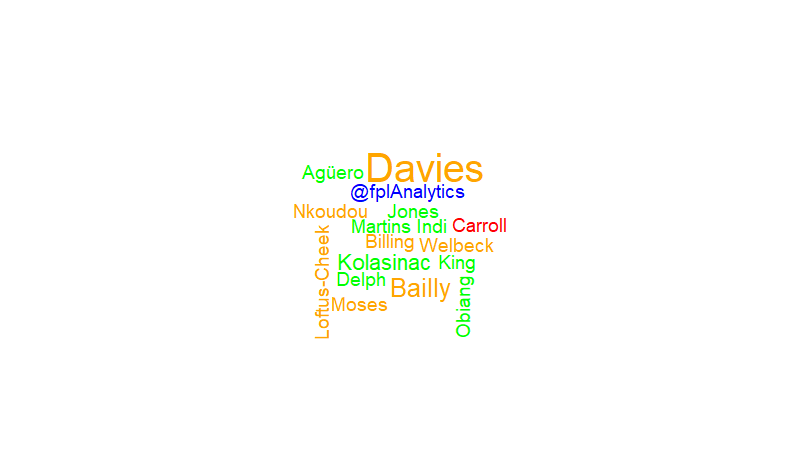 Davies
Agüero
@fplAnalytics
Nkoudou
Jones
Martins Indi
Carroll
Billing
Welbeck
Loftus-Cheek
Kolasinac
King
Delph
Bailly
Obiang
Moses